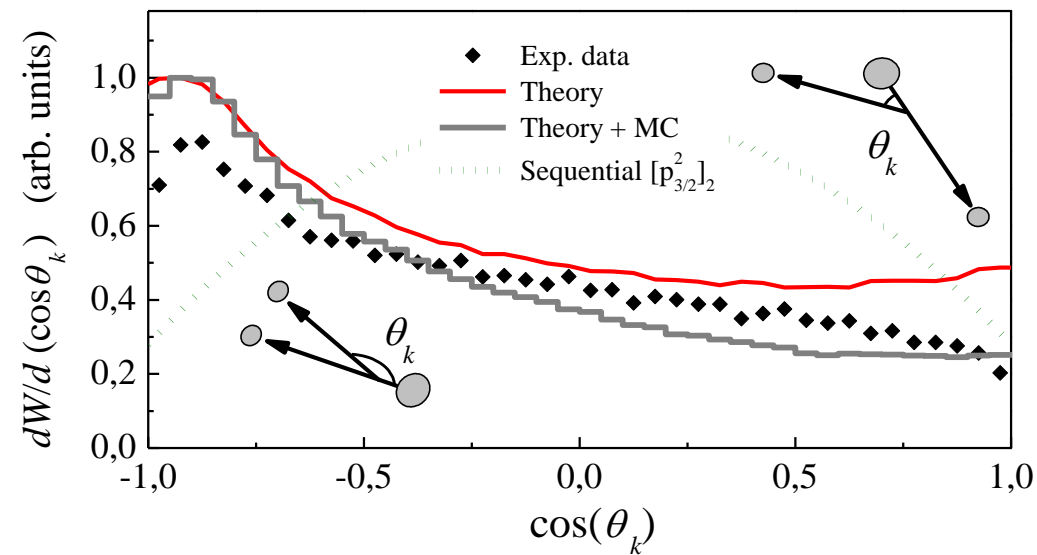 dW/d (cosθk) (arb. units)
1,0
0,8
0,6
0,4
0,2
0,0
Exp. data
Theory
Theory + MC
Sequential [p²3/2]2
θk
θk
-1,0 -0,5 0,0 0,5 1,0
cos(θk)